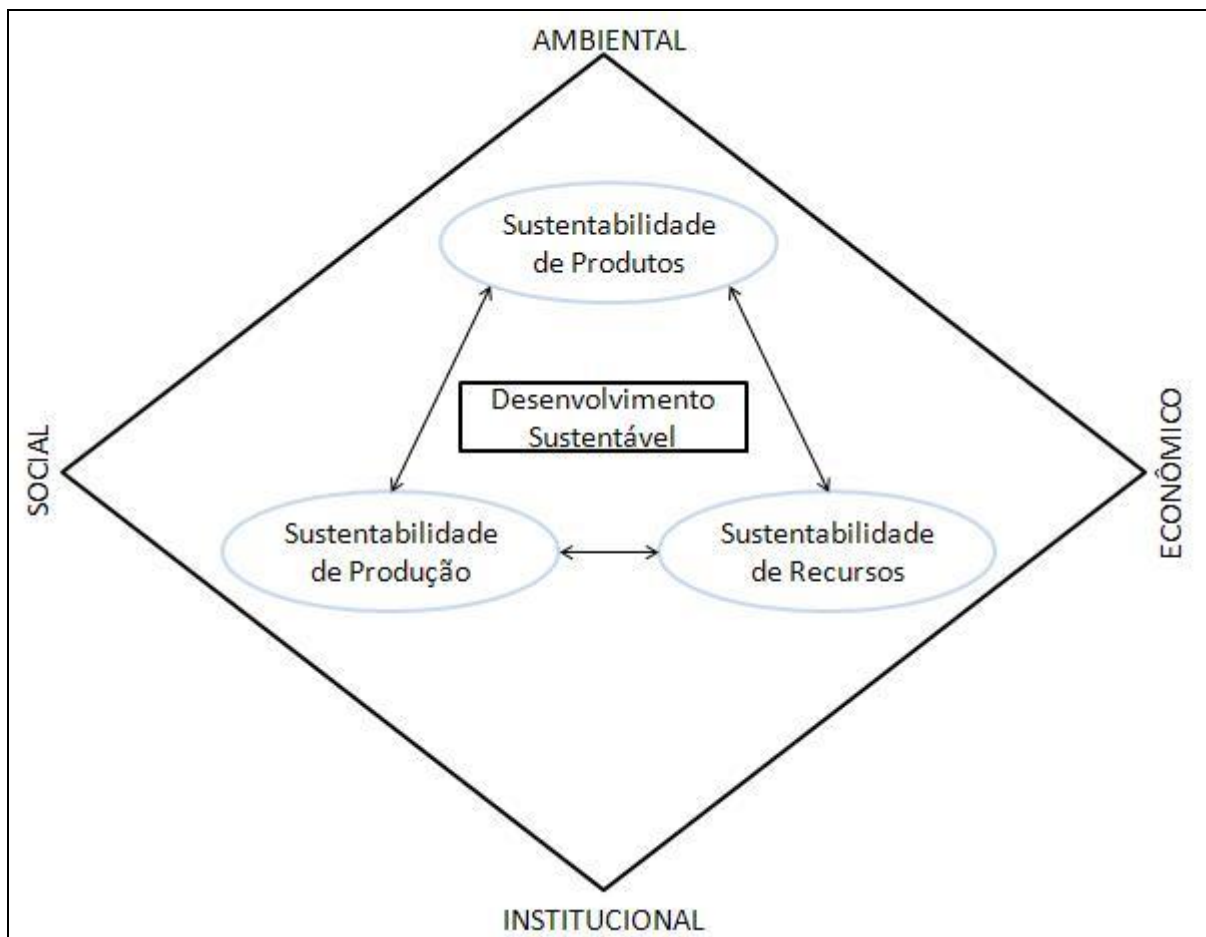 AMBIENTAL
Sustentabilidade
de Produtos
Desenvolvimento
Sustentável
SOCIAL
ECONÔMICO
Sustentabilidade
de Produção
Sustentabilidade
de Recursos
INSTITUCIONAL